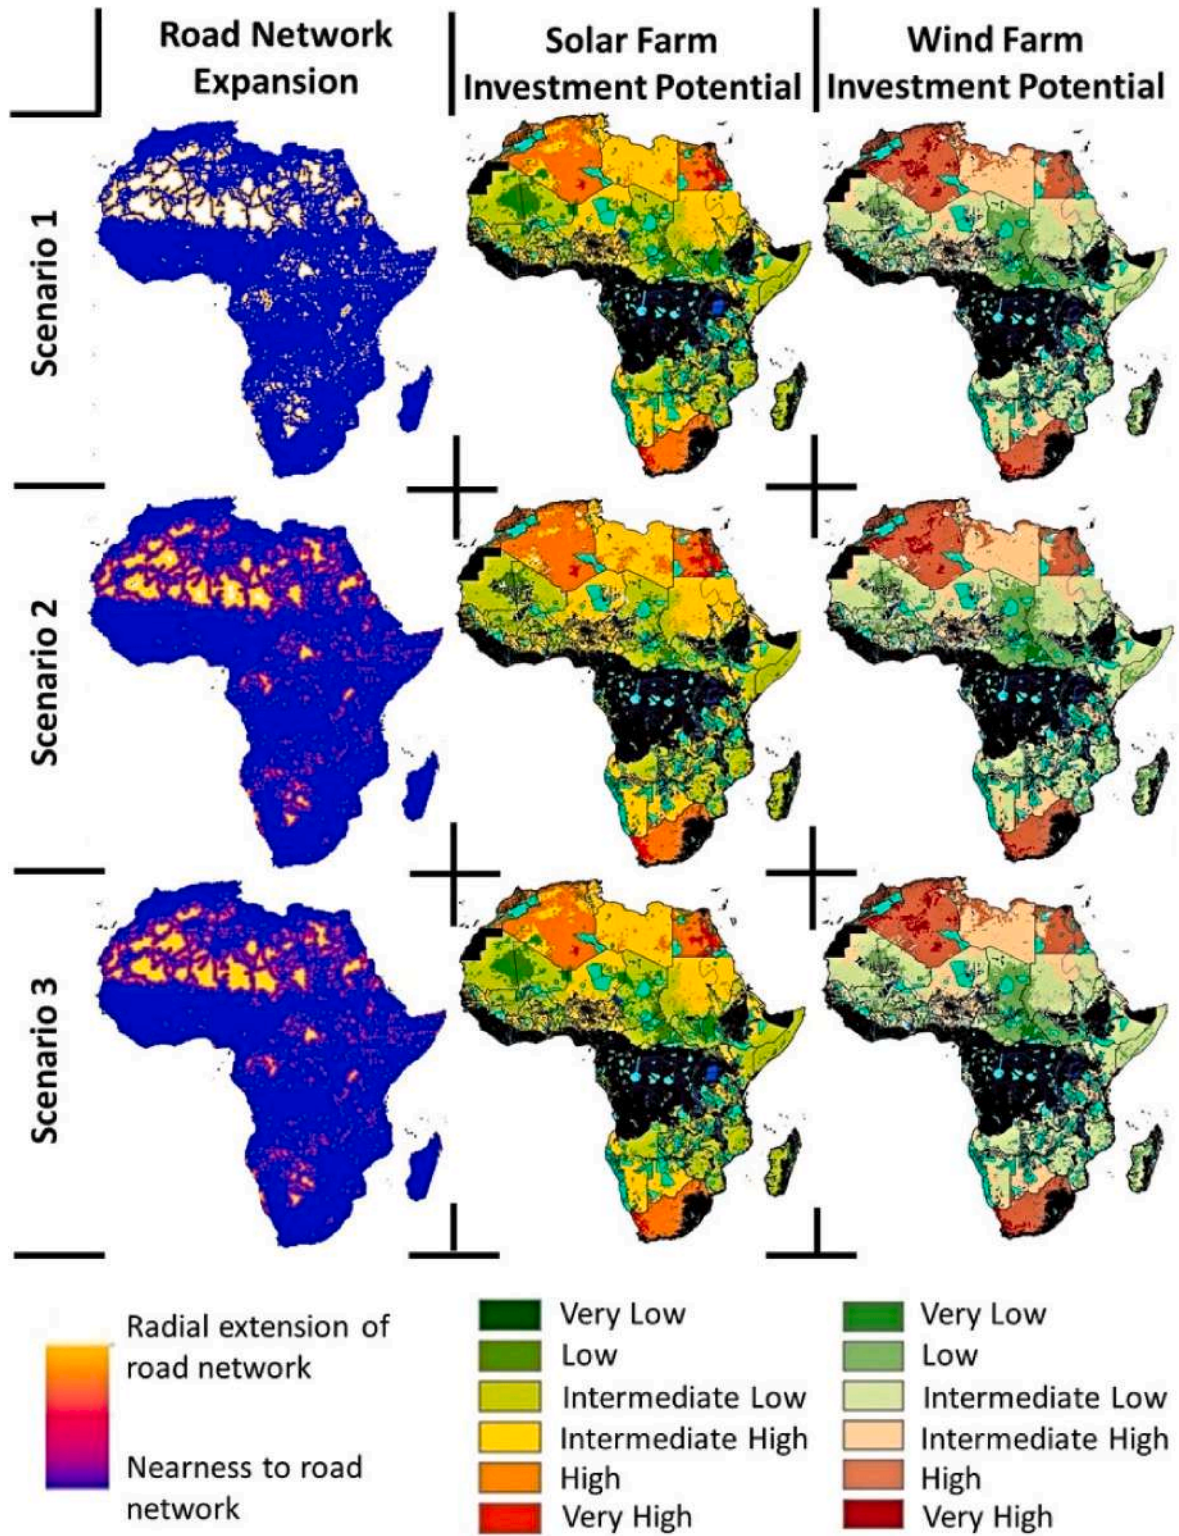 Road Network
Expansion
Solar Farm
Investment Potential
Wind Farm
Investment Potential
Scenario 1
Scenario 2
Scenario 3
Radial extension of
road network
Nearness to road
network
Very Low
Low
Intermediate Low
Intermediate High
High
Very High
Very Low
Low
Intermediate Low
Intermediate High
High
Very High